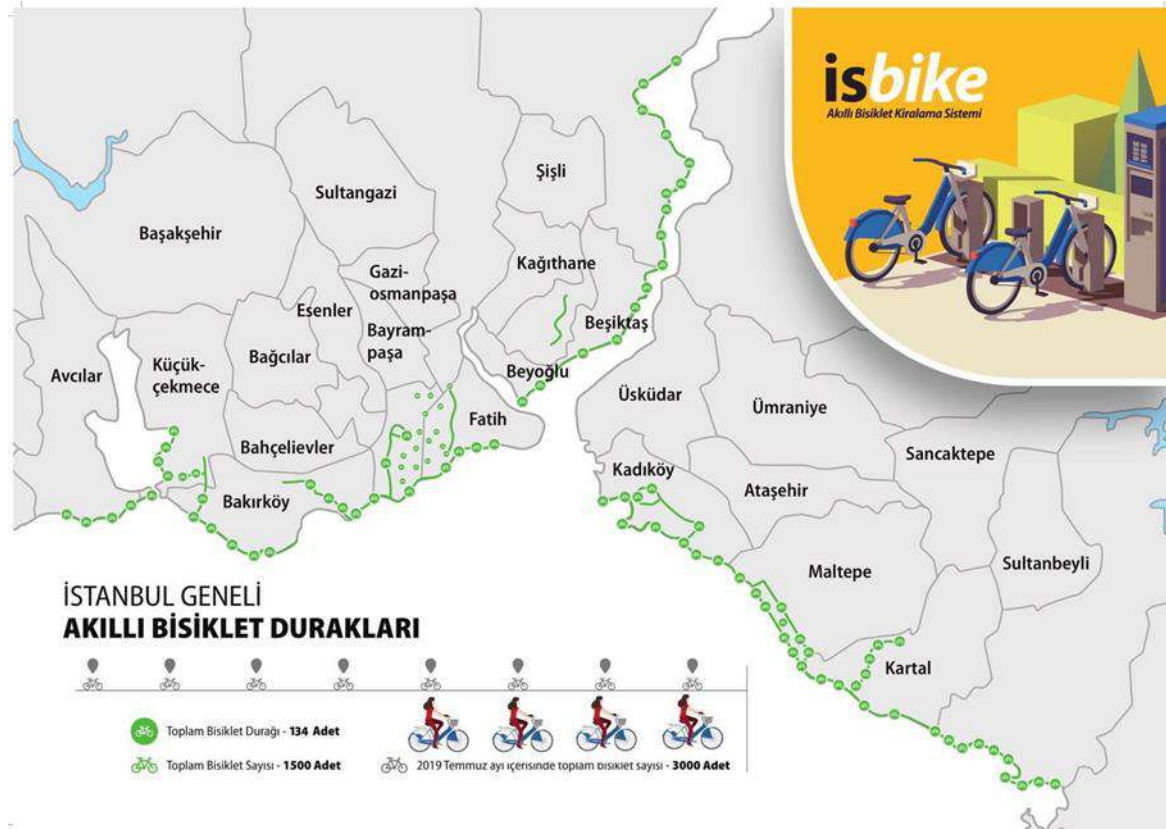 isbike
Akıllı Bisiklet Kiralama Sistemi
Şişli
Sultangazi
Başakşehir
Kağıthane
Gazi-
osmanpaşa
Esenler
Beşiktaş
Bayram-
paşa
Bağcılar
Küçük-
çekmece
Avcılar
Beyoğlu
Üsküdar
Ümraniye
Fatih
Bahçelievler
Sancaktepe
Kadıköy
Ataşehir
Bakırköy
Maltepe
Sultanbeyli
Kartal
İSTANBUL GENELİ
AKILLI BİSİKLET DURAKLARI
Toplam Bisiklet Durağı - 134 Adet
Toplam Bisiklet Sayısı - 1500 Adet
2019 Temmuz ayı içerisinde toplam bisiklet sayısı - 3000 Adet